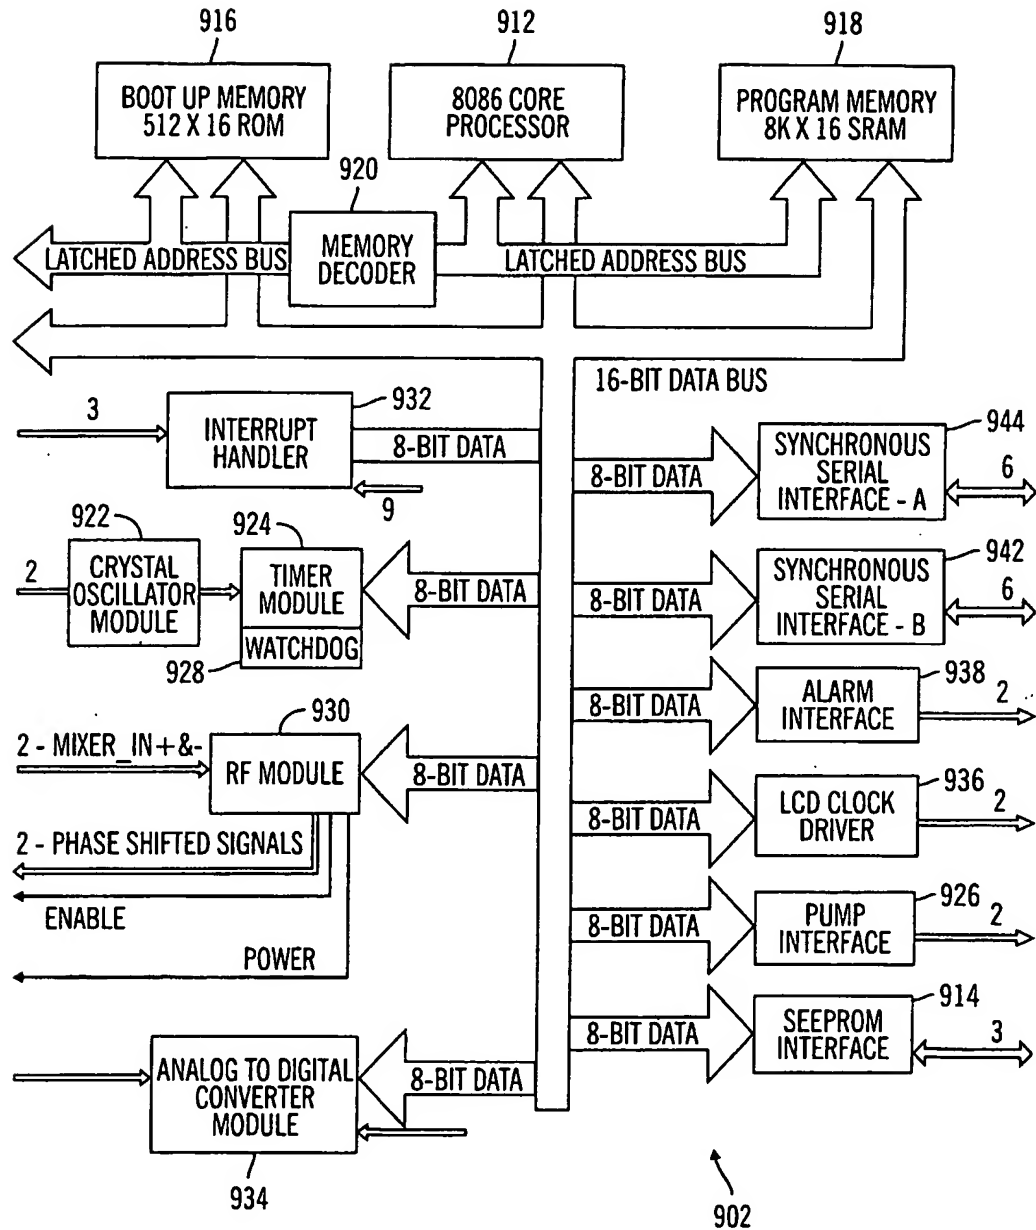 916
912
918
BOOT UP MEMORY
512 X 16 ROM
8086 CORE
PROCESSOR
PROGRAM MEMORY
8K X 16 SRAM
920
MEMORY
DECODER
LATCHED ADDRESS BUS
LATCHED ADDRESS BUS
16-BIT DATA BUS
3
932
INTERRUPT
HANDLER
8-BIT DATA
9
944
8-BIT DATA
SYNCHRONOUS
SERIAL
INTERFACE - A
6
922
924
2
CRYSTAL
OSCILLATOR
MODULE
TIMER
MODULE
WATCHDOG
928
8-BIT DATA
942
8-BIT DATA
SYNCHRONOUS
SERIAL
INTERFACE - B
6
938
8-BIT DATA
ALARM
INTERFACE
2
930
2 - MIXER_IN+&-
RF MODULE
8-BIT DATA
2 - PHASE SHIFTED SIGNALS
ENABLE
POWER
936
8-BIT DATA
LCD CLOCK
DRIVER
2
926
8-BIT DATA
PUMP
INTERFACE
2
914
8-BIT DATA
SEEPROM
INTERFACE
3
ANALOG TO DIGITAL
CONVERTER
MODULE
8-BIT DATA
934
902